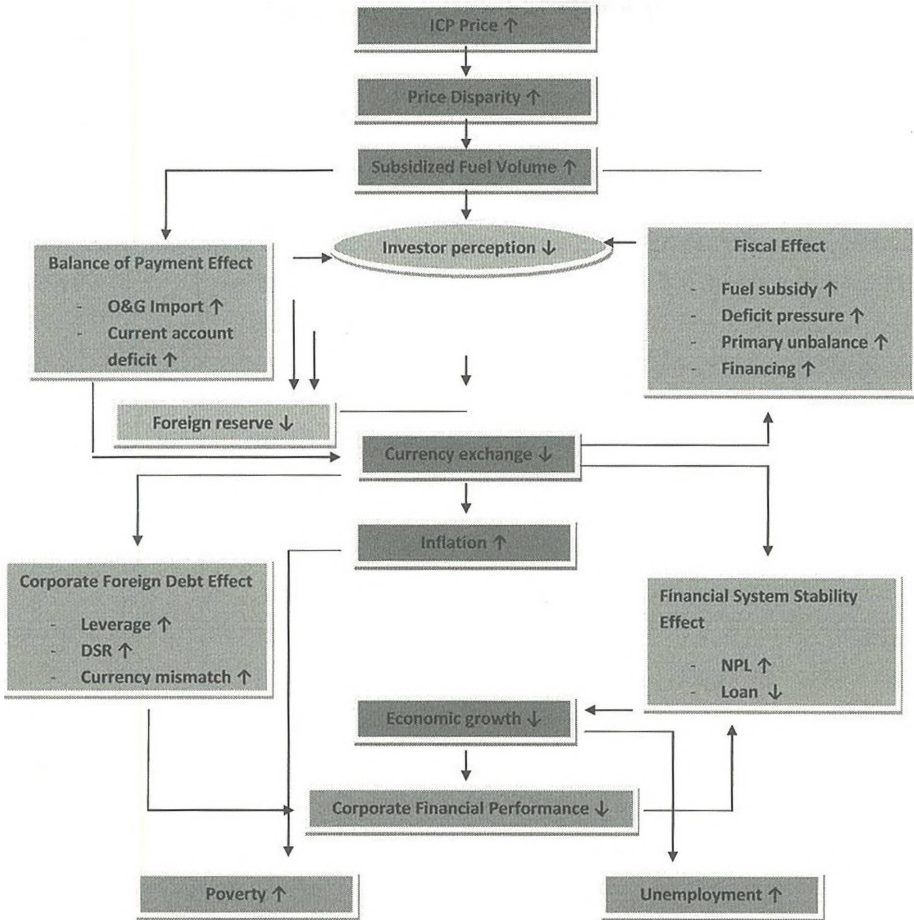 ICP Price ↑
Price Disparity ↑
Subsidized Fuel Volume ↑
Investor perception ↓
Balance of Payment Effect
- O&G Import ↑
- Current account
deficit ↑
Fiscal Effect
- Fuel subsidy ↑
- Deficit pressure ↑
- Primary unbalance ↑
- Financing ↑
Foreign reserve ↓
Currency exchange ↓
Inflation ↑
Corporate Foreign Debt Effect
- Leverage ↑
- DSR ↑
- Currency mismatch ↑
Financial System Stability
Effect
- NPL ↑
- Loan ↓
Economic growth ↓
Corporate Financial Performance ↓
Poverty ↑
Unemployment ↑